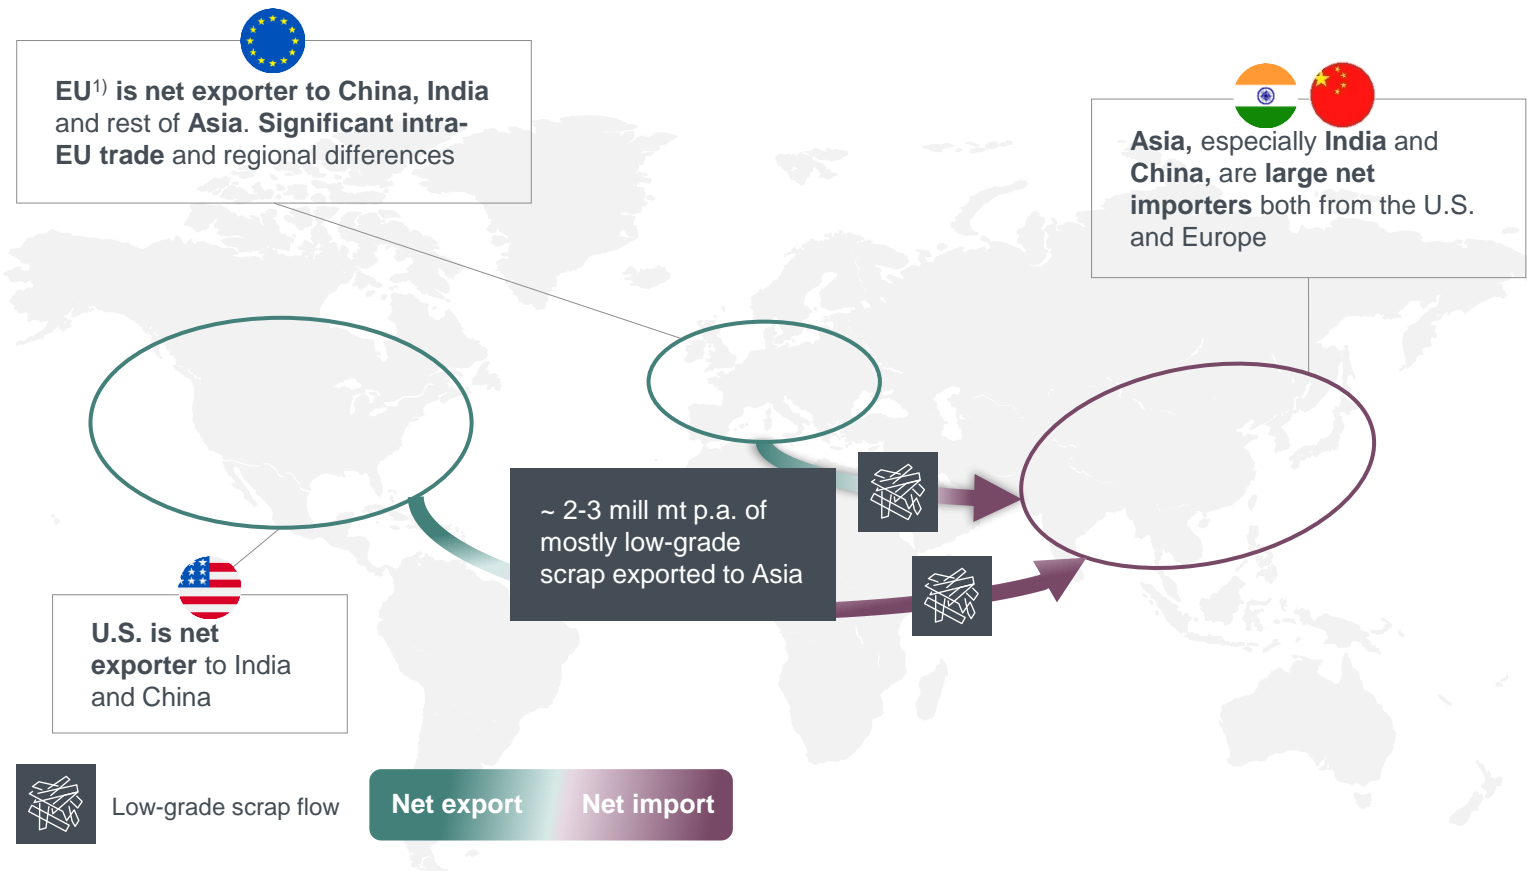 EU1) is net exporter to China, India
and rest of Asia. Significant intra-
EU trade and regional differences
Asia, especially India and
China, are large net
importers both from the U.S.
and Europe
~ 2-3 mill mt p.a. of
mostly low-grade
scrap exported to Asia
U.S. is net
exporter to India
and China
Low-grade scrap flow
Net export
Net import